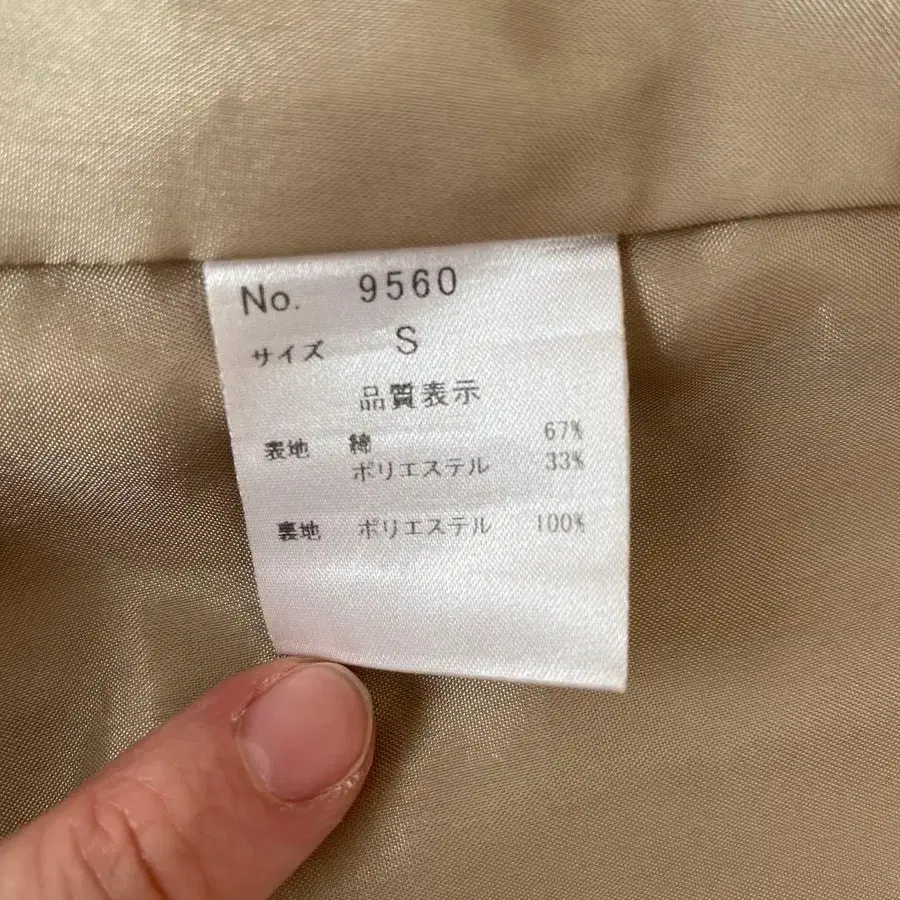 No. 9560
サイズ S
品質表示
表地 綿 67%
ポリエステル 33%
裏地 ポリエステル 100%